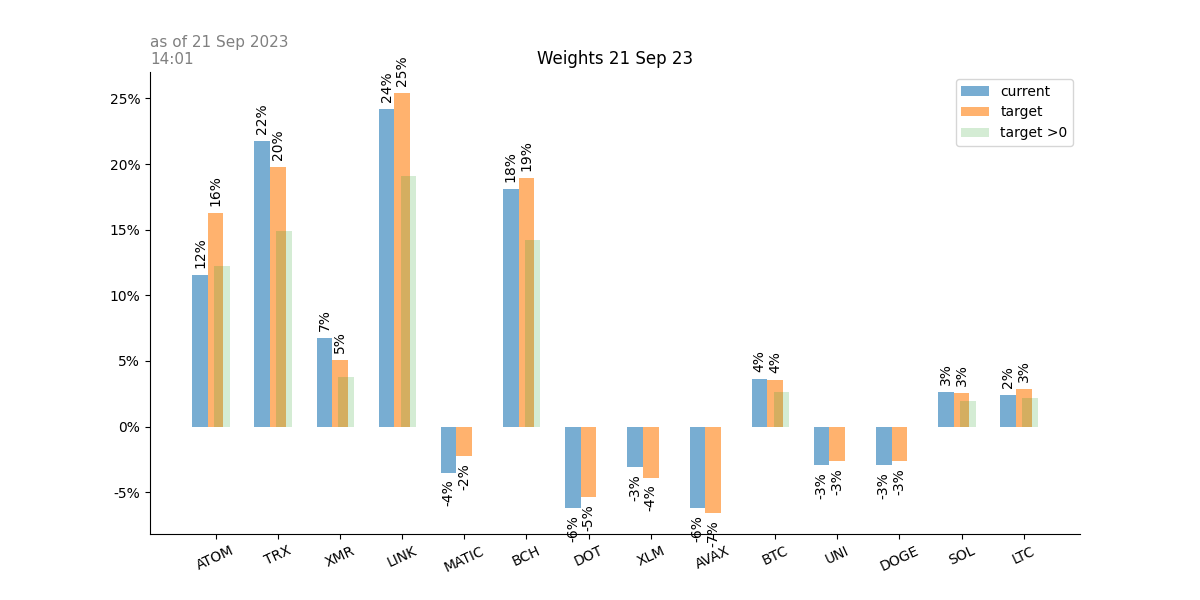 as of 21 Sep 2023
14:01
Weights 21 Sep 23
current
target
target >0
25%
20%
15%
10%
5%
0%
-5%
12%
16%
22%
20%
7%
5%
24%
25%
-4%
-2%
18%
19%
-6%
-5%
-3%
-4%
-6%
-7%
4%
4%
-3%
-3%
-3%
-3%
3%
3%
2%
3%
ATOM
TRX
XMR
LINK
MATIC
BCH
DOT
XLM
AVAX
BTC
UNI
DOGE
SOL
LTC